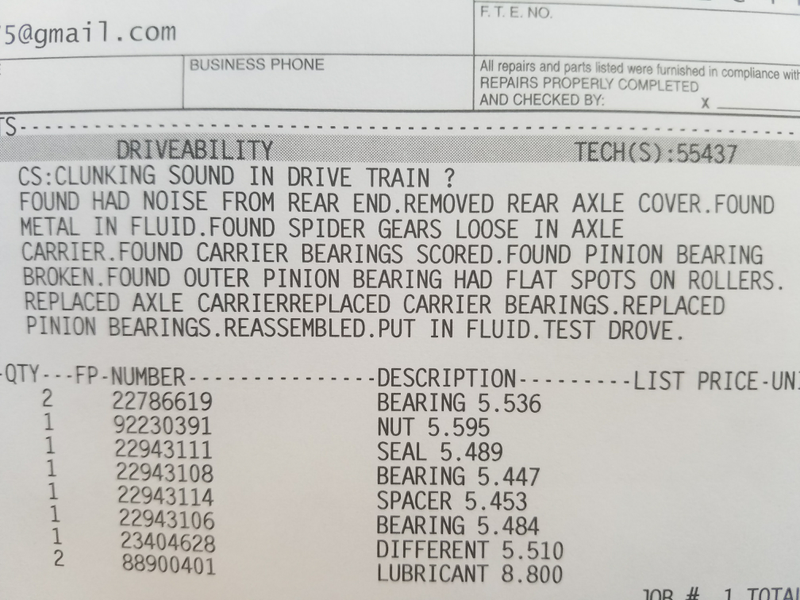 F. T. E. NO.
5@gmail.com
BUSINESS PHONE
All repairs and parts listed were furnished in compliance with
REPAIRS PROPERLY COMPLETED
AND CHECKED BY: X
TS
DRIVEABILITY TECH(S):55437
CS:CLUNKING SOUND IN DRIVE TRAIN ?
FOUND HAD NOISE FROM REAR END.REMOVED REAR AXLE COVER.FOUND
METAL IN FLUID.FOUND SPIDER GEARS LOOSE IN AXLE
CARRIER.FOUND CARRIER BEARINGS SCORED.FOUND PINION BEARING
BROKEN.FOUND OUTER PINION BEARING HAD FLAT SPOTS ON ROLLERS.
REPLACED AXLE CARRIERREPLACED CARRIER BEARINGS.REPLACED
PINION BEARINGS.REASSEMBLED.PUT IN FLUID.TEST DROVE.
-QTY---FP-NUMBER---------------DESCRIPTION---------LIST PRICE-UNI
2 22786619 BEARING 5.536
1 92230391 NUT 5.595
1 22943111 SEAL 5.489
1 22943108 BEARING 5.447
1 22943114 SPACER 5.453
1 22943106 BEARING 5.484
1 23404628 DIFFERENT 5.510
2 88900401 LUBRICANT 8.800
JOB # 1 TOTA